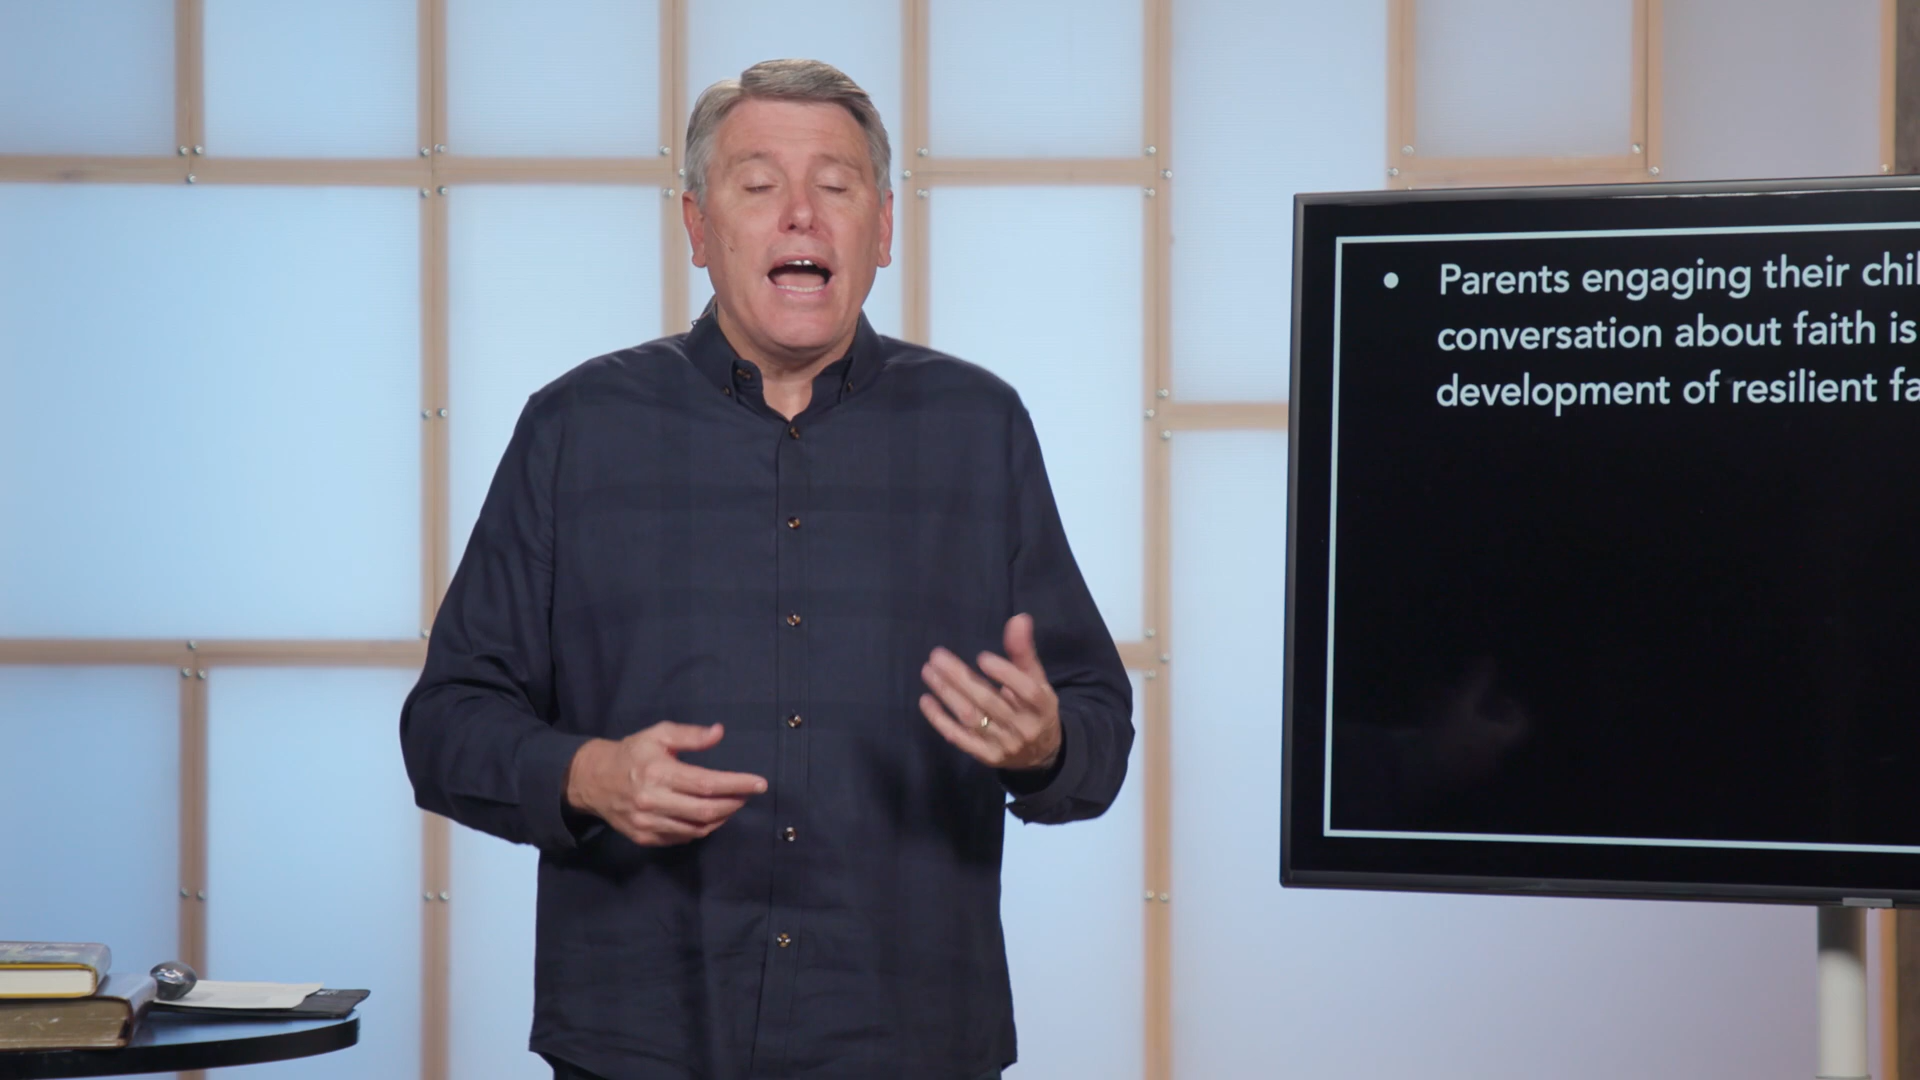 • Parents engaging their chil
conversation about faith is
development of resilient fa